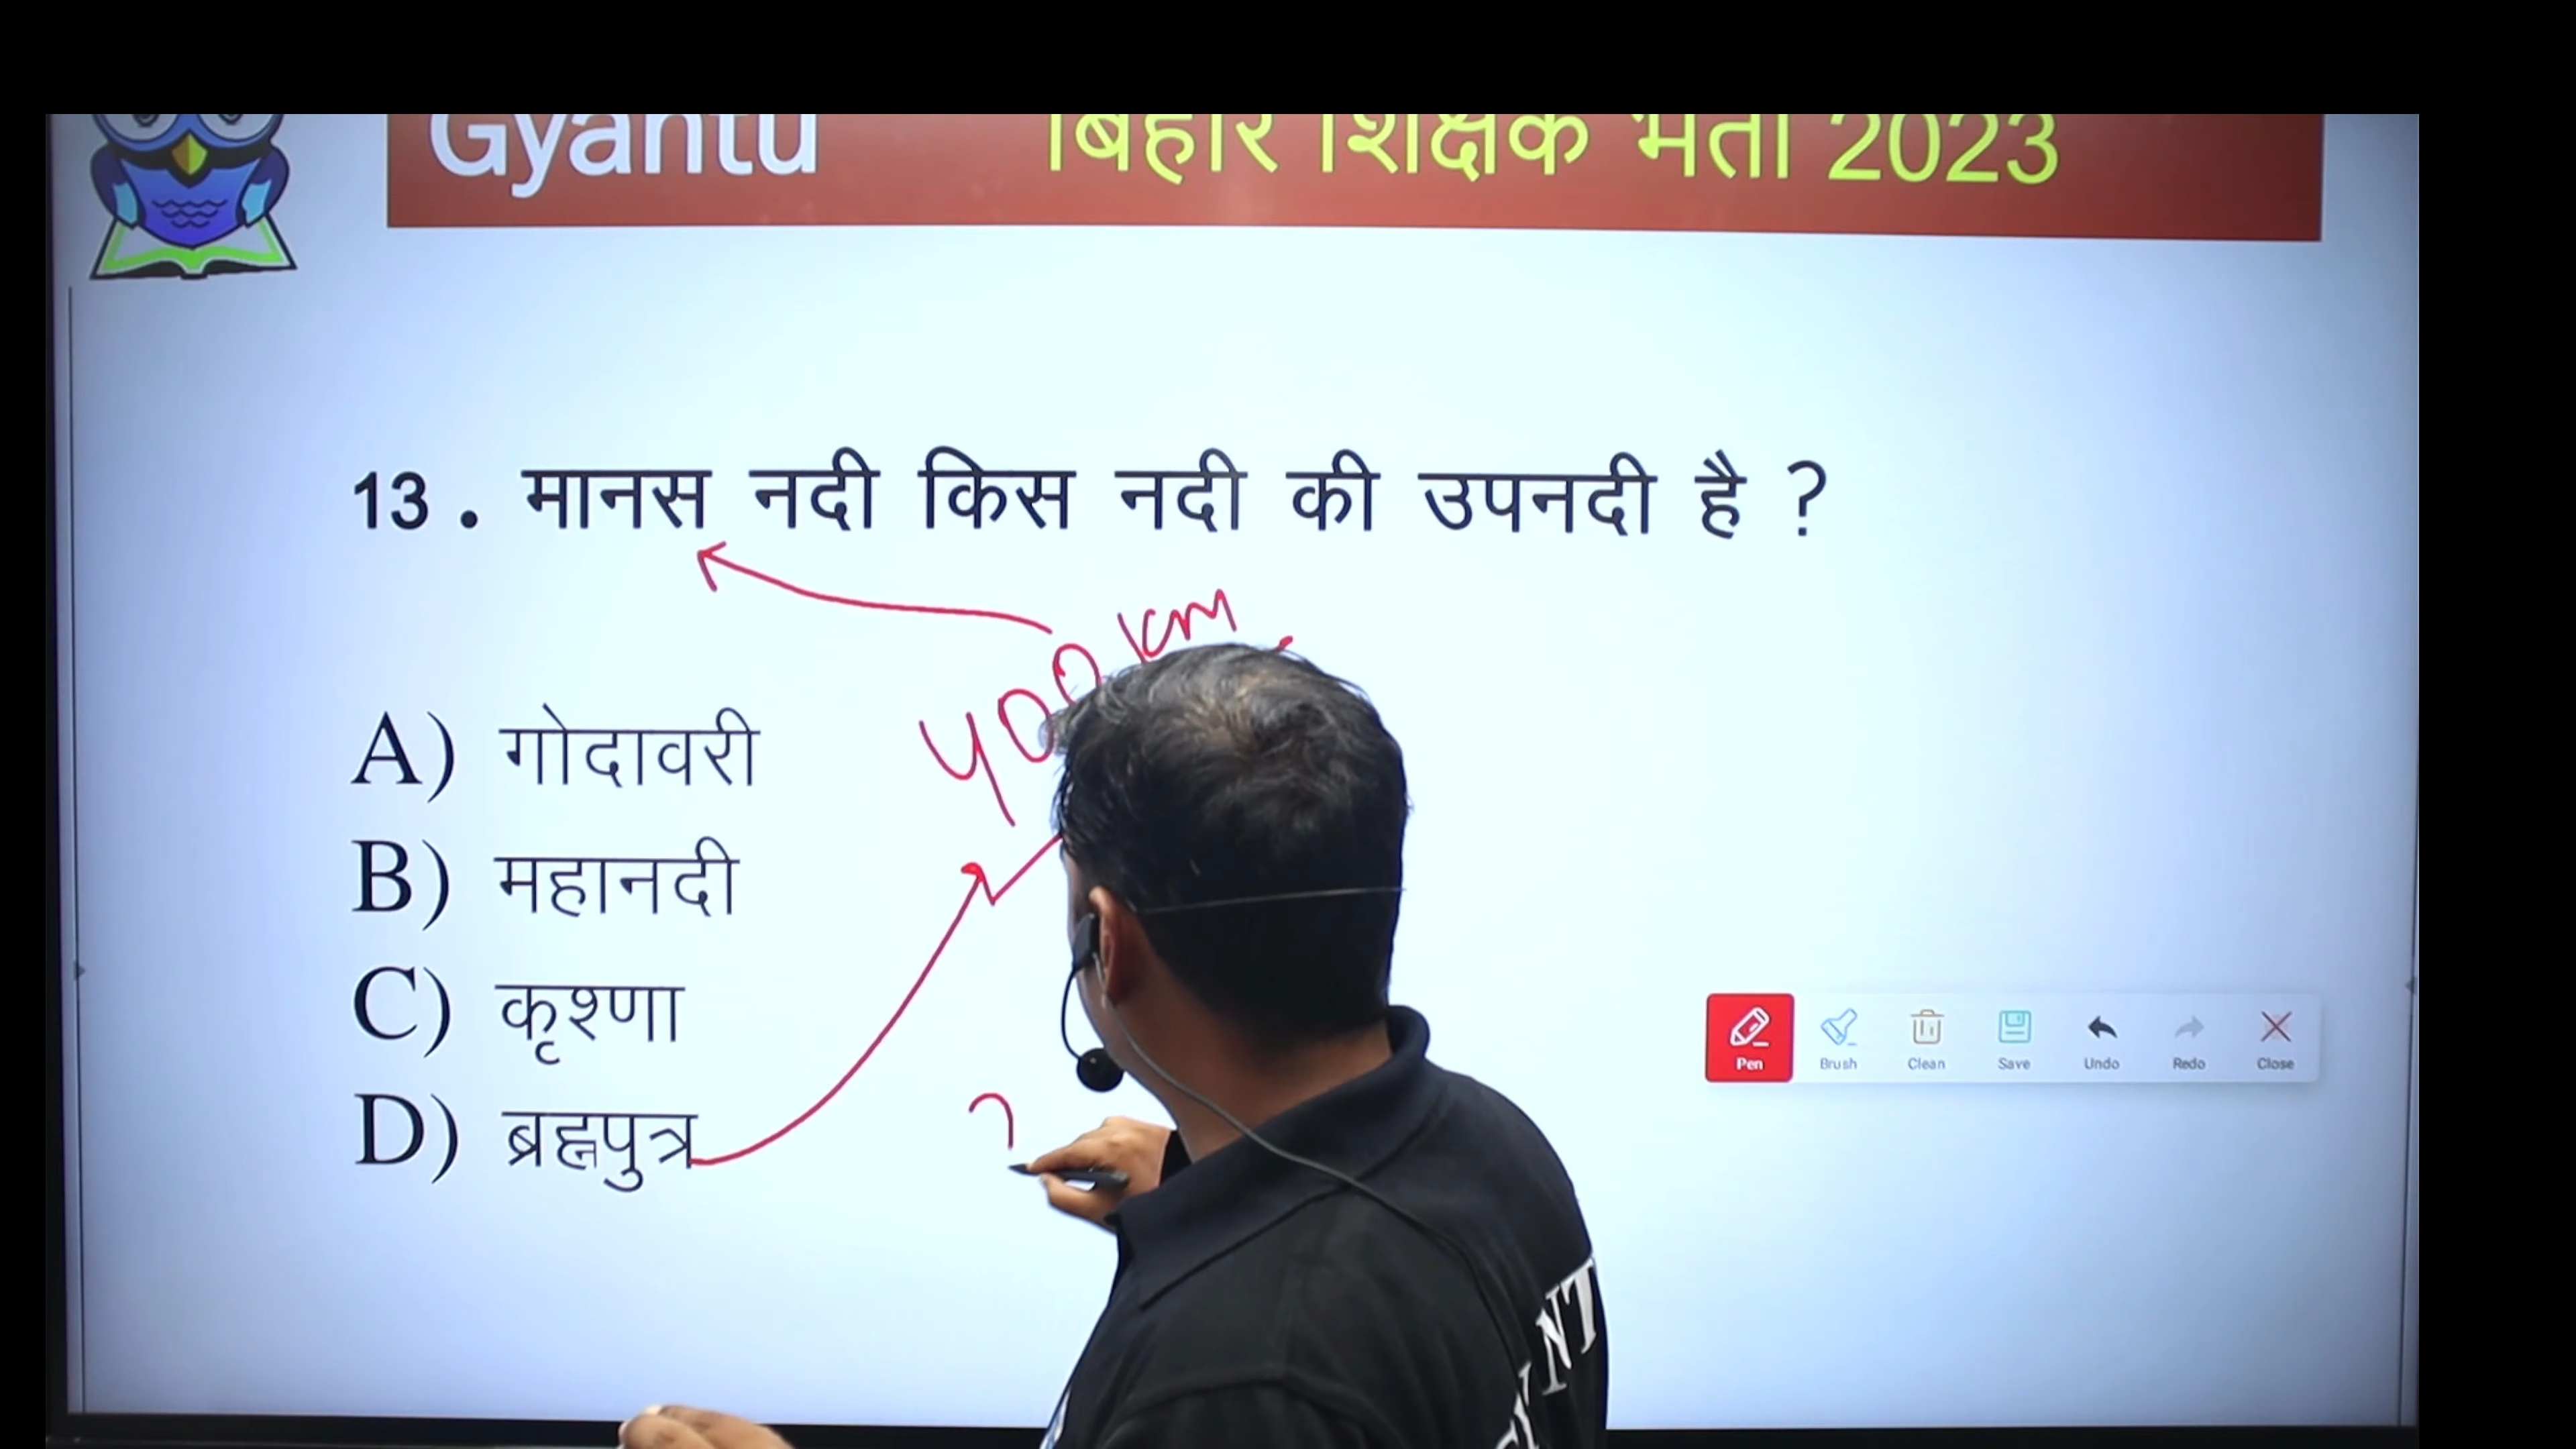 Gyantu बिहार शिक्षक भर्ती 2023
13. मानस नदी किस नदी की उपनदी है ?
400 km
A) गोदावरी
B) महानदी
C) कृश्णा
D) ब्रह्मपुत्र
Pen Brush Clean Save Undo Redo Close